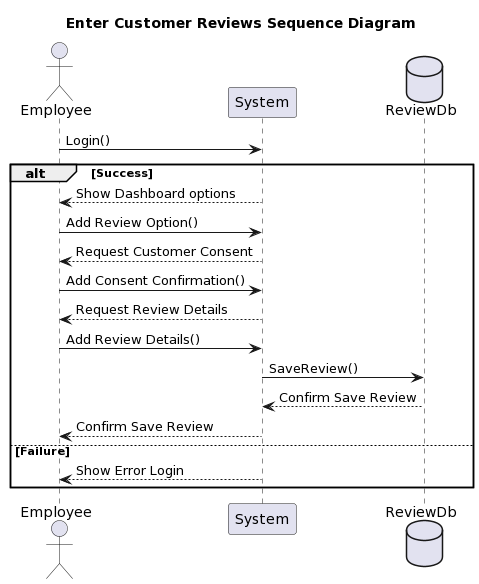 Enter Customer Reviews Sequence Diagram
Employee
System
ReviewDb
Login()
alt
[Success]
Show Dashboard options
Add Review Option()
Request Customer Consent
Add Consent Confirmation()
Request Review Details
Add Review Details()
SaveReview()
Confirm Save Review
Confirm Save Review
[Failure]
Show Error Login
Employee
System
ReviewDb